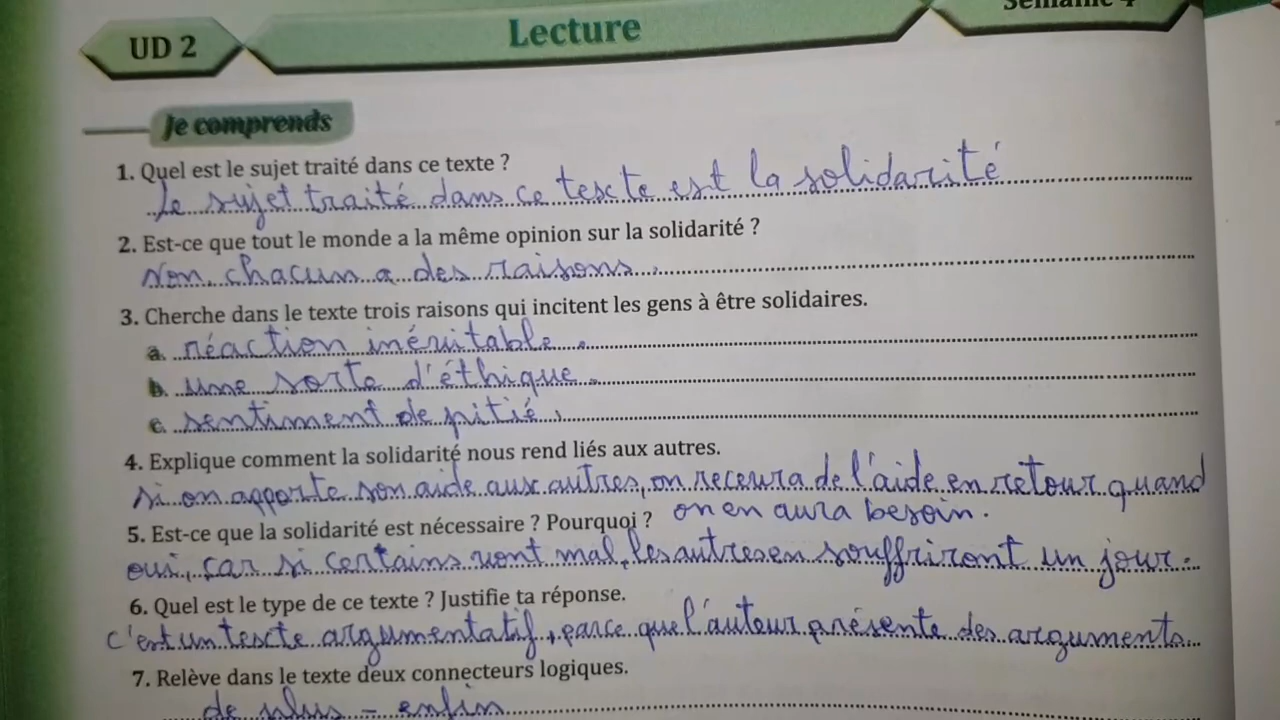 UD 2
Lecture
Semaine 4
Je comprends
1. Quel est le sujet traité dans ce texte ?
Le sujet traité dans ce texte est la solidarité
2. Est-ce que tout le monde a la même opinion sur la solidarité ?
Non, chacun a des raisons.
3. Cherche dans le texte trois raisons qui incitent les gens à être solidaires.
a. réaction inévitable.
b. une sorte d'éthique.
c. sentiment de pitié.
4. Explique comment la solidarité nous rend liés aux autres.
si on apporte son aide aux autres, on recevra de l'aide en retour quand
on en aura besoin.
5. Est-ce que la solidarité est nécessaire ? Pourquoi ?
oui, car si certains vont mal, les autres en souffriront un jour.
6. Quel est le type de ce texte ? Justifie ta réponse.
c'est un texte argumentatif, parce que l'auteur présente des arguments
7. Relève dans le texte deux connecteurs logiques.
de plus - enfin